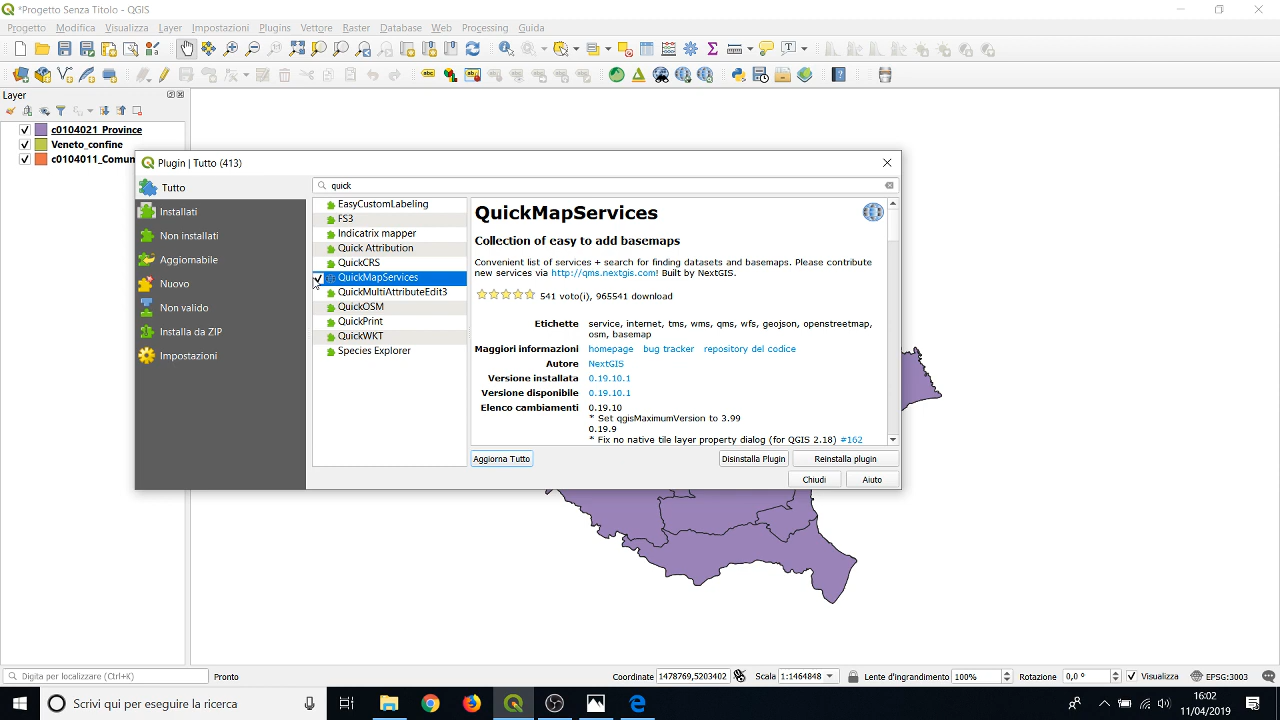 *Progetto Senza Titolo - QGIS
Progetto Modifica Visualizza Layer Impostazioni Plugins Vettore Raster Database Web Processing Guida
Layer
c0104021_Province
Veneto_confine
c0104011_Comun
Plugin | Tutto (413)
Tutto
Installati
Non installati
Aggiornabile
Nuovo
Non valido
Installa da ZIP
Impostazioni
quick
EasyCustomLabeling
FS3
Indicatrix mapper
Quick Attribution
QuickCRS
QuickMapServices
QuickMultiAttributeEdit3
QuickOSM
QuickPrint
QuickWKT
Species Explorer
QuickMapServices
Collection of easy to add basemaps
Convenient list of services + search for finding datasets and basemaps. Please contribute
new services via http://qms.nextgis.com! Built by NextGIS.
541 voto(i), 965541 download
Etichette service, internet, tms, wms, qms, wfs, geojson, openstreetmap,
osm, basemap
Maggiori informazioni homepage bug tracker repository del codice
Autore NextGIS
Versione installata 0.19.10.1
Versione disponibile 0.19.10.1
Elenco cambiamenti 0.19.10
* Set qgisMaximumVersion to 3.99
0.19.9
* Fix no native tile layer property dialog (for QGIS 2.18) #162
Aggiorna Tutto Disinstalla Plugin Reinstalla plugin
Chiudi Aiuto
Digita per localizzare (Ctrl+K) Pronto Coordinate 1478769,5203402 Scala 1:1464848 Lente d'ingrandimento 100% Rotazione 0,0 ° Visualizza EPSG:3003
Scrivi qui per eseguire la ricerca
16:02
11/04/2019